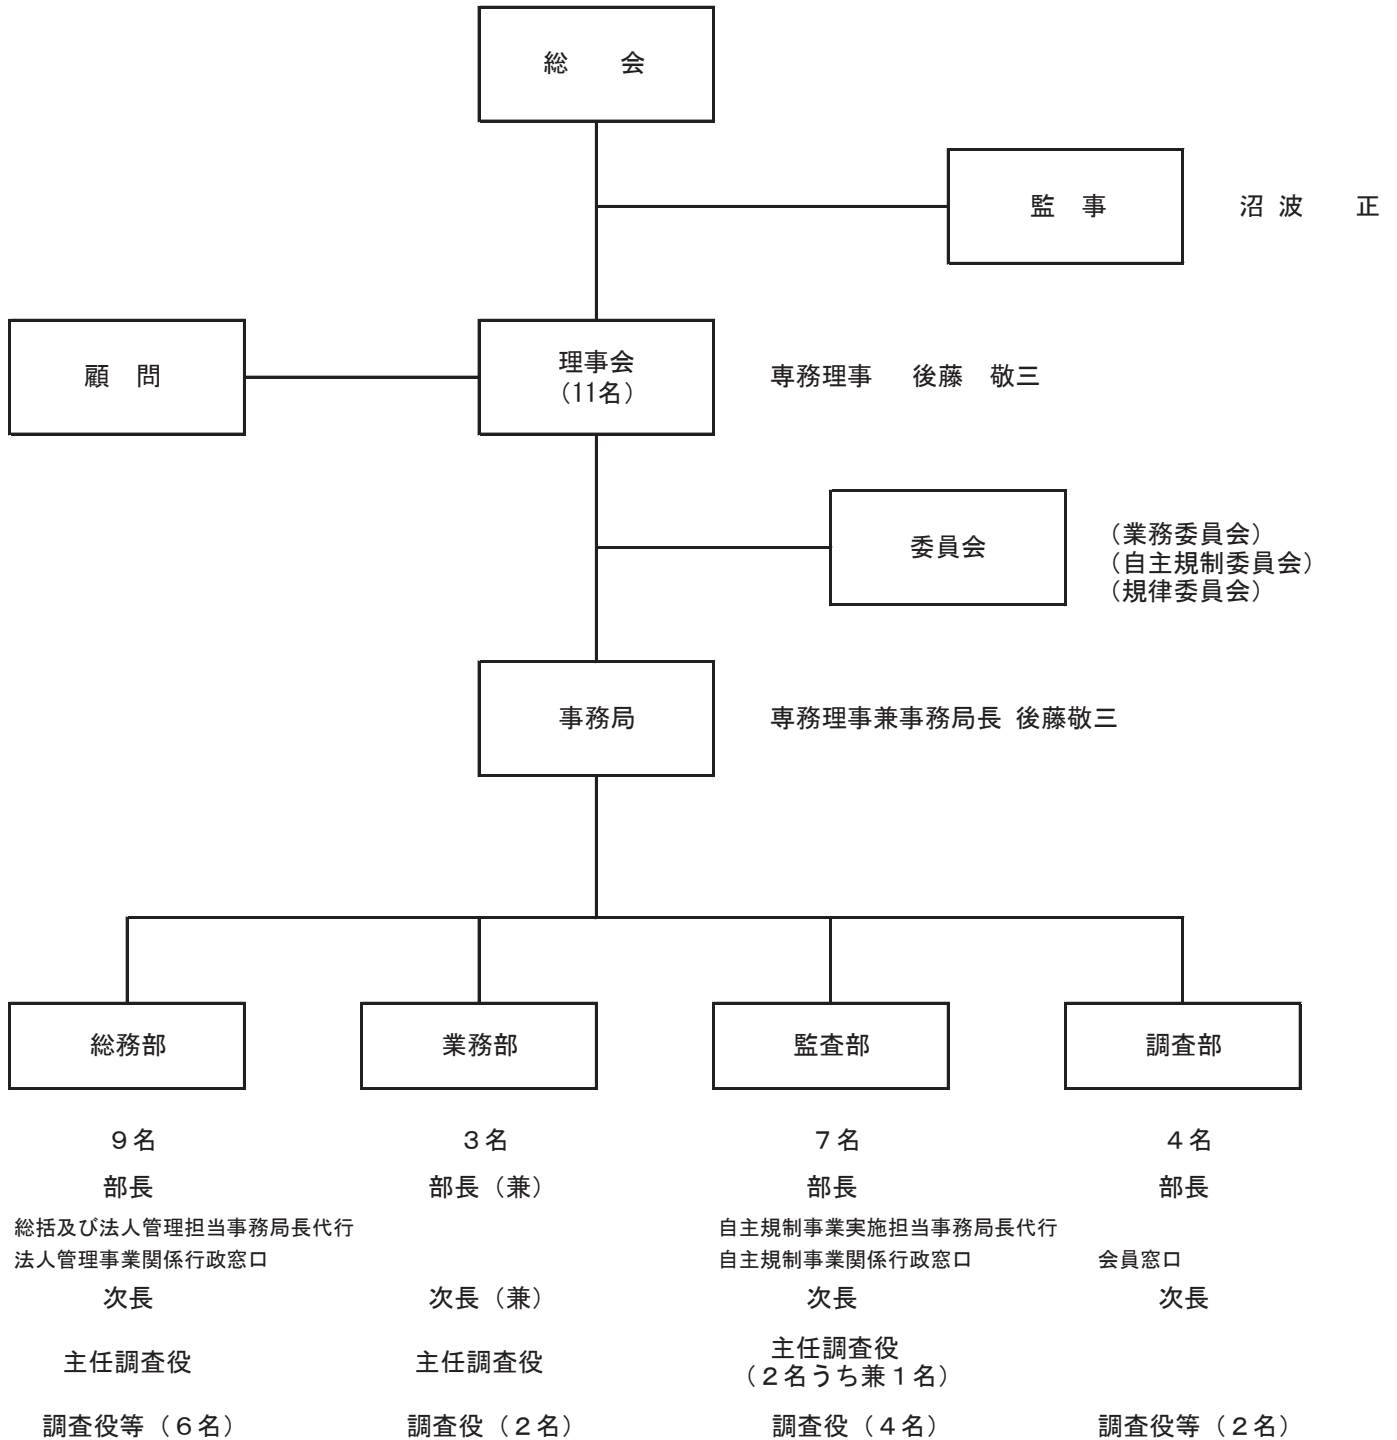 総　会
監　事
沼 波　正
顧　問
理事会
（11名）
専務理事　後藤　敬三
委員会
（業務委員会）
（自主規制委員会）
（規律委員会）
事務局
専務理事兼事務局長 後藤敬三
総務部
業務部
監査部
調査部
９名
３名
７名
４名
部長
部長（兼）
部長
部長
総括及び法人管理担当事務局長代行
自主規制事業実施担当事務局長代行
法人管理事業関係行政窓口
自主規制事業関係行政窓口
会員窓口
次長
次長（兼）
次長
次長
主任調査役
主任調査役
主任調査役
（２名うち兼１名）
調査役等（６名）
調査役（２名）
調査役（４名）
調査役等（２名）